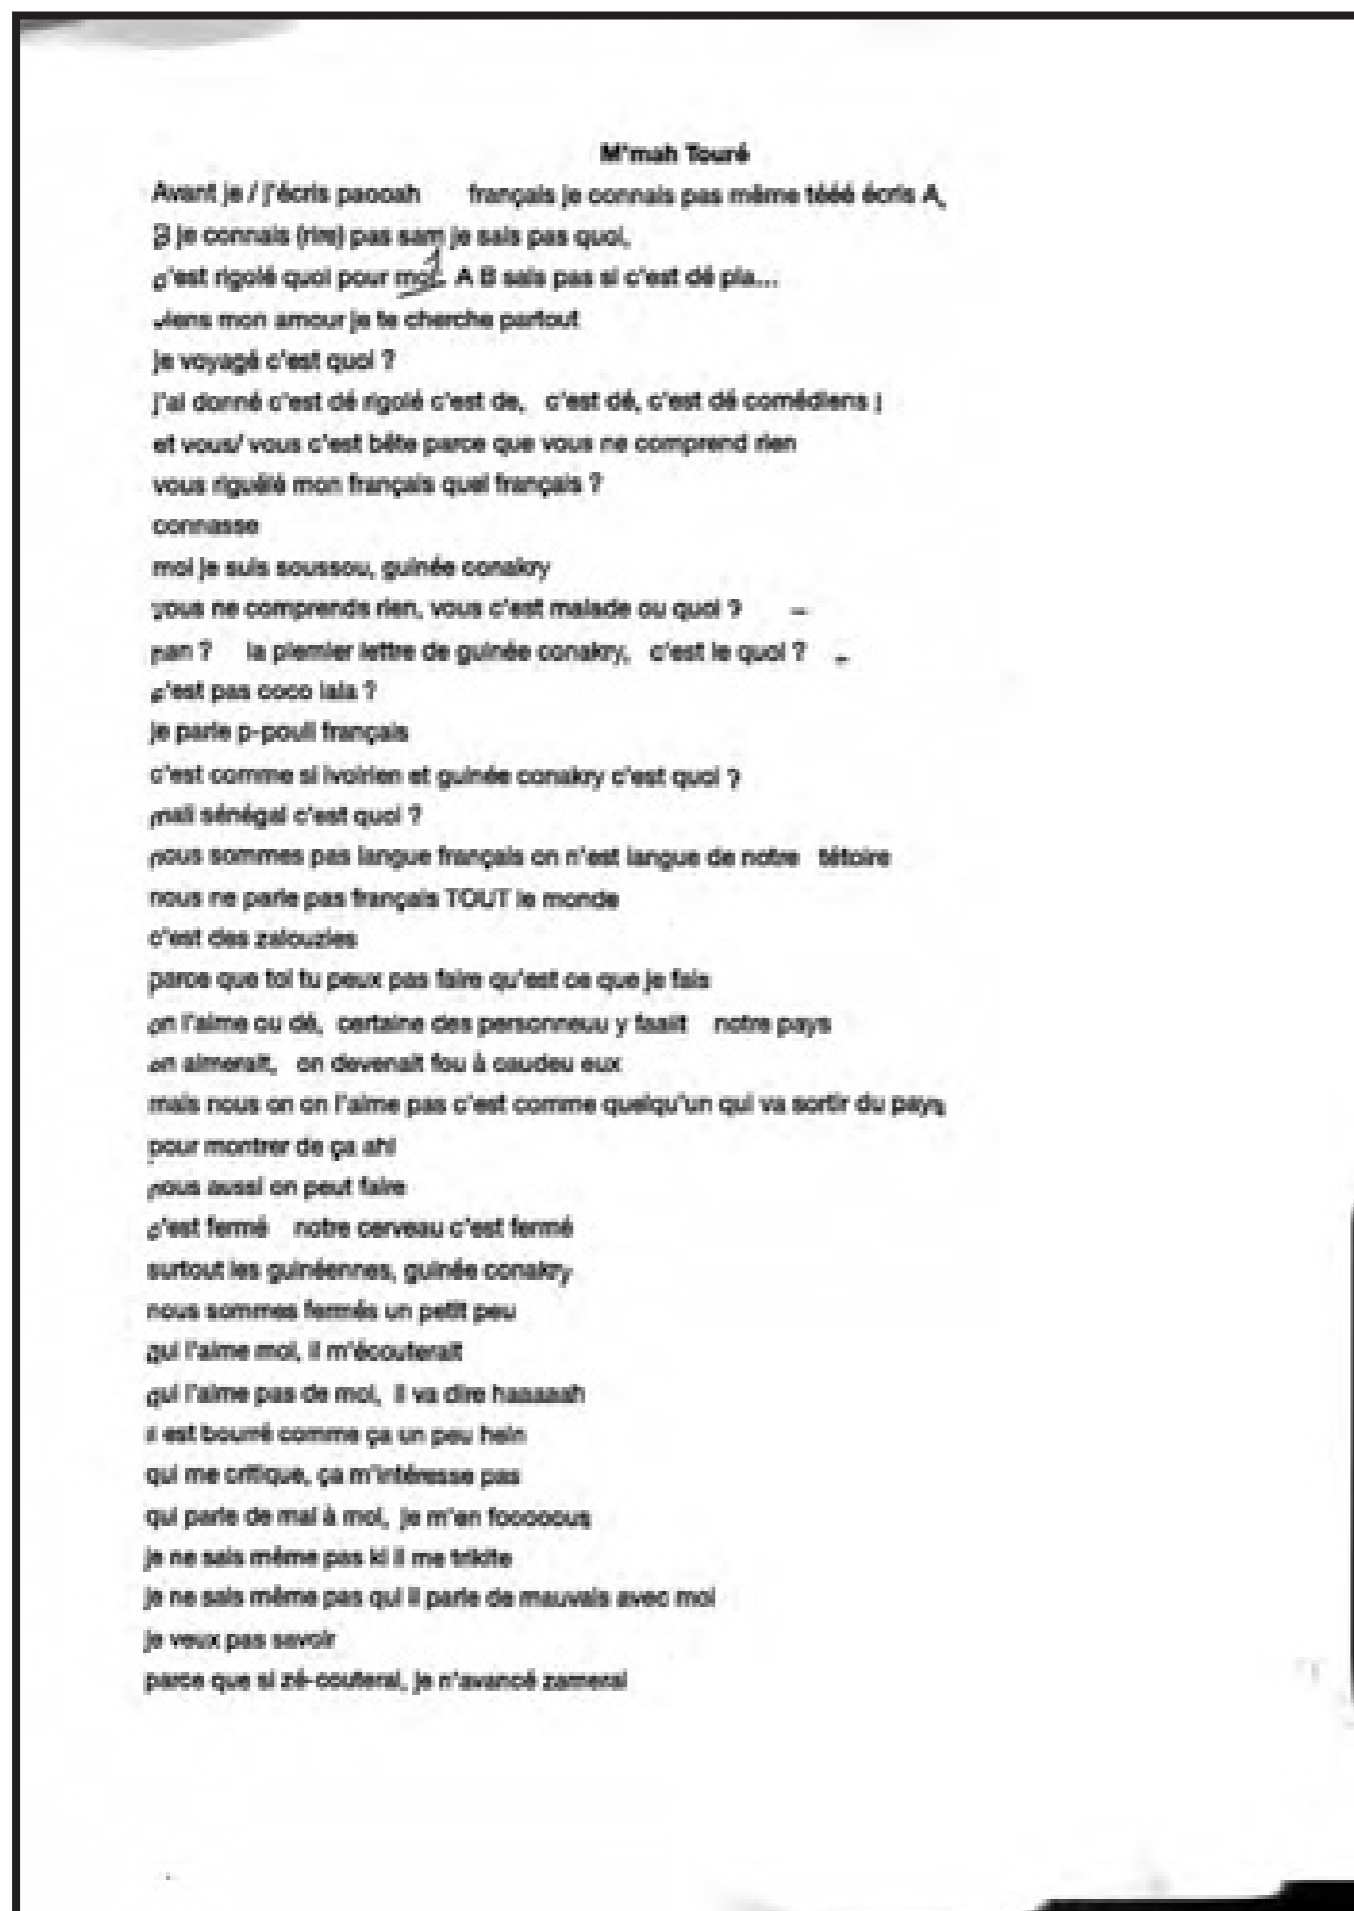 M'mah Touré
Avant je / j'écris paooah français je connais pas même tééé écris A,
B je connais (rire) pas sam je sais pas quoi,
c'est rigolé quoi pour moi. A B sais pas si c'est dé pla...
viens mon amour je te cherche partout
je voyagé c'est quoi ?
j'ai donné c'est dé rigolé c'est de, c'est dé, c'est dé comédiens !
et vous/ vous c'est bête parce que vous ne comprend rien
vous riguélé mon français quel français ?
connasse
moi je suis soussou, guinée conakry
vous ne comprends rien, vous c'est malade ou quoi ?
han ? la plemier lettre de guinée conakry, c'est le quoi ?
c'est pas coco lala ?
je parle p-pouli français
c'est comme si ivoirien et guinée conakry c'est quoi ?
mali sénégal c'est quoi ?
nous sommes pas langue français on n'est langue de notre tétoire
nous ne parle pas français TOUT le monde
c'est des zalouzies
parce que toi tu peux pas faire qu'est ce que je fais
on l'aime ou dé, certaine des personneuu y faalit notre pays
on aimerait, on devenait fou à caudeu eux
mais nous on on l'aime pas c'est comme quelqu'un qui va sortir du pays
pour montrer de ça ah!
nous aussi on peut faire
c'est fermé notre cerveau c'est fermé
surtout les guinéennes, guinée conakry
nous sommes fermés un petit peu
qui l'aime moi, il m'écouterait
qui l'aime pas de moi, il va dire haaaaah
il est bourré comme ça un peu hein
qui me critique, ça m'intéresse pas
qui parle de mal à moi, je m'en fooooous
je ne sais même pas ki il me trikite
je ne sais même pas qui il parle de mauvais avec moi
je veux pas savoir
parce que si zé-couterai, je n'avancé zamerai